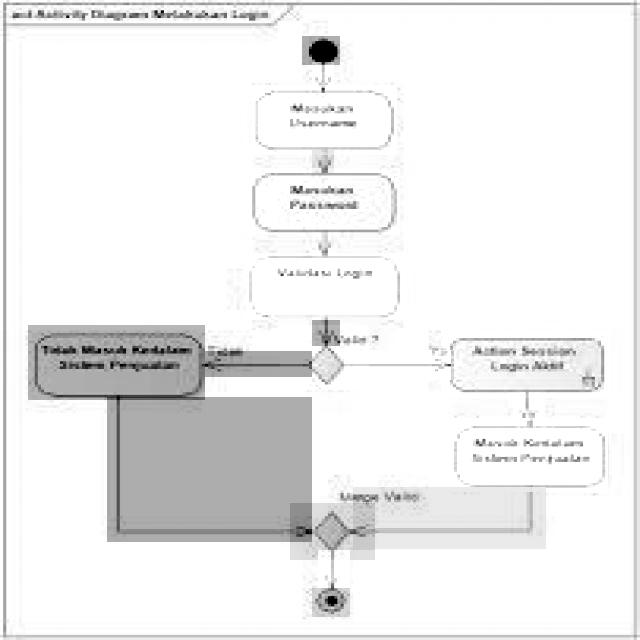 act Activity Diagram Melakukan Login
Masukan
Username
Masukan
Password
Validasi Login
Valid ?
Tidak
Ya
Tidak Masuk Kedalam
Sistem Penjualan
Action Session
Login Aktif
Masuk Kedalam
Sistem Penjualan
Merge Valid